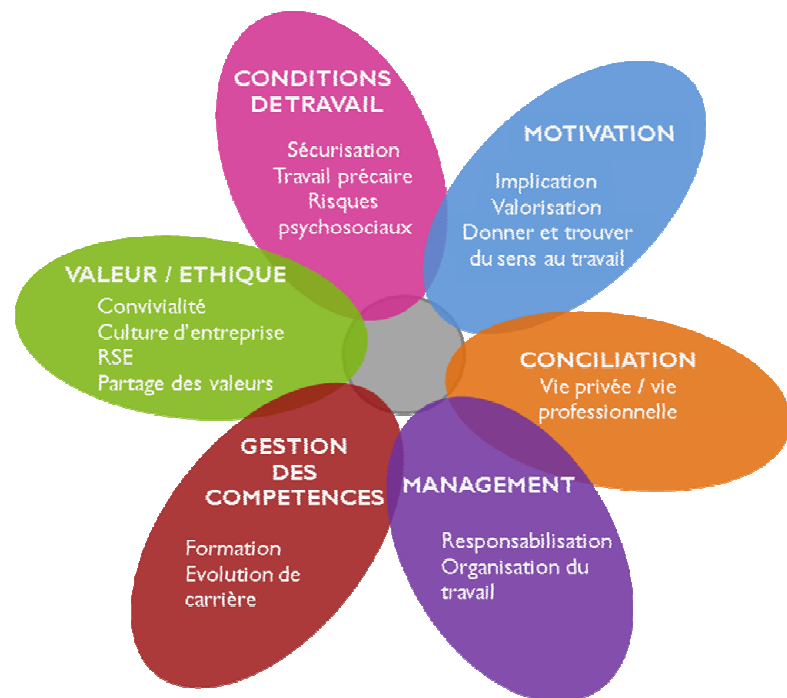 CONDITIONS
DETRAVAIL
Sécurisation
Travail précaire
Risques
psychosociaux
MOTIVATION
Implication
Valorisation
Donner et trouver
du sens au travail
CONCILIATION
Vie privée / vie
professionnelle
MANAGEMENT
Responsabilisation
Organisation du
travail
GESTION
DES
COMPETENCES
Formation
Evolution de
carrière
VALEUR / ETHIQUE
Convivialité
Culture d'entreprise
RSE
Partage des valeurs